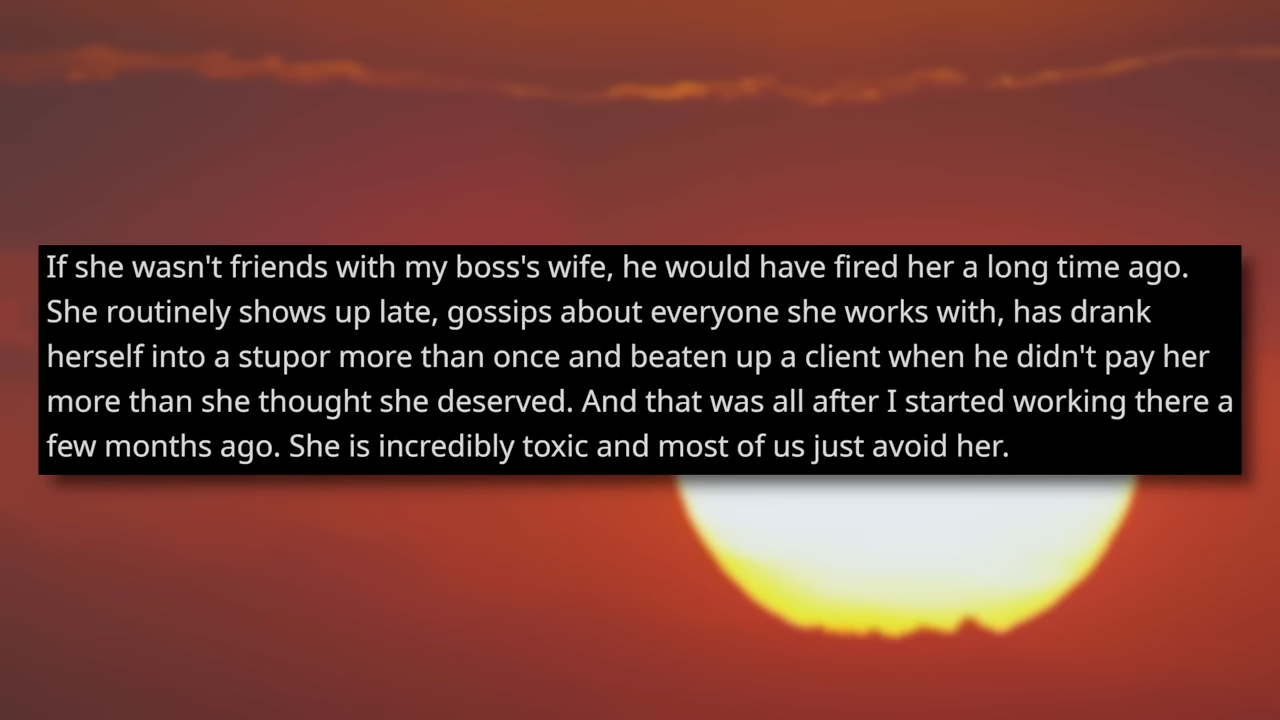 If she wasn't friends with my boss's wife, he would have fired her a long time ago.
She routinely shows up late, gossips about everyone she works with, has drank
herself into a stupor more than once and beaten up a client when he didn't pay her
more than she thought she deserved. And that was all after I started working there a
few months ago. She is incredibly toxic and most of us just avoid her.